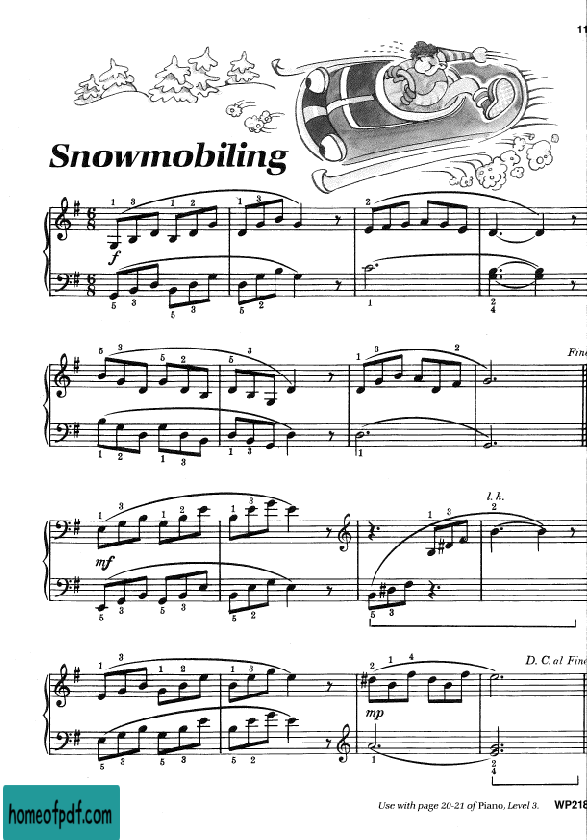 11
Snowmobiling
1 3 1 2 1 3 1 2 3 4 1
f
5 3 5 2 5 2 1 2
4
5 3 5 2 5 3 1 3 2 Fine
1 2 1 3 1 3 1
1 3 1 2 1 3 1 3 l. h.
2
mf
5 3 5 2 5 3 5 3
1 3 1 2 1 3 2 1 4 D. C. al Fine
mp
5 3 5 2 5 3 1 2
4
Use with page 20-21 of Piano, Level 3. WP218
homeofpdf.com